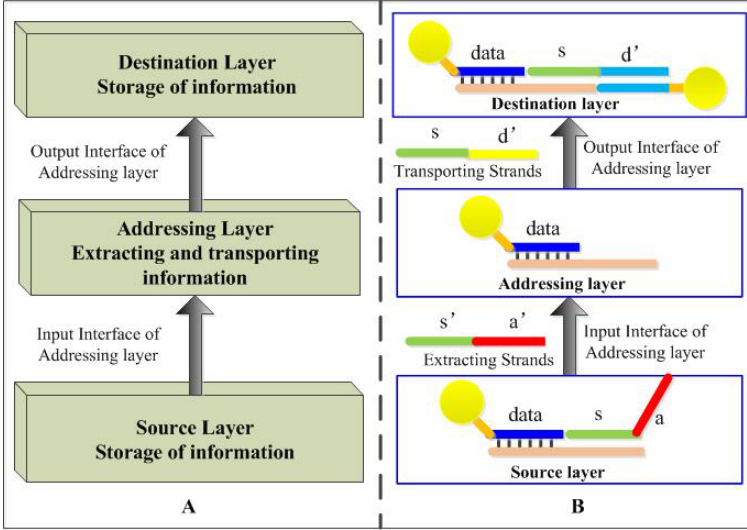 Destination Layer
Storage of information
Output Interface of
Addressing layer
Addressing Layer
Extracting and transporting
information
Input Interface of
Addressing layer
Source Layer
Storage of information
A
data s d’
Destination layer
s d’
Transporting Strands
Output Interface of
Addressing layer
data
Addressing layer
s’ a’
Extracting Strands
Input Interface of
Addressing layer
data s a
Source layer
B